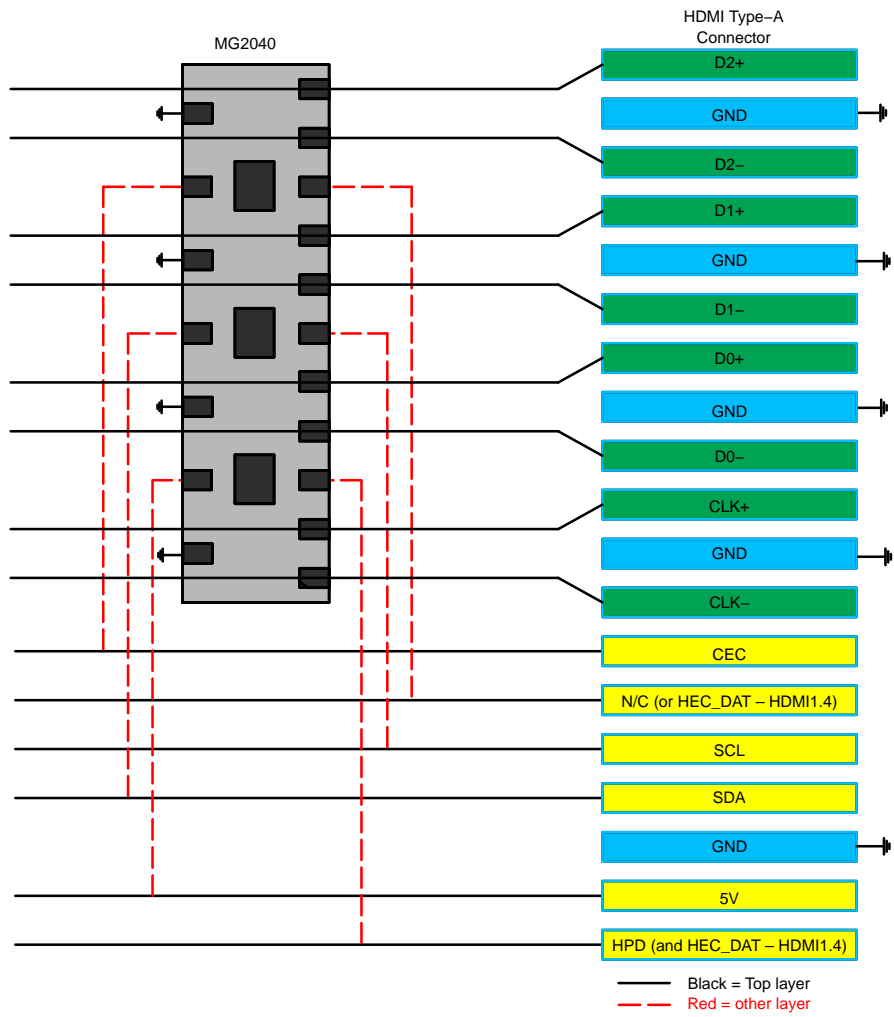 HDMI Type−A
Connector
MG2040
D2+
GND
D2−
D1+
GND
D1−
D0+
GND
D0−
CLK+
GND
CLK−
CEC
N/C (or HEC_DAT − HDMI1.4)
SCL
SDA
GND
5V
HPD (and HEC_DAT − HDMI1.4)
Black = Top layer
Red = other layer